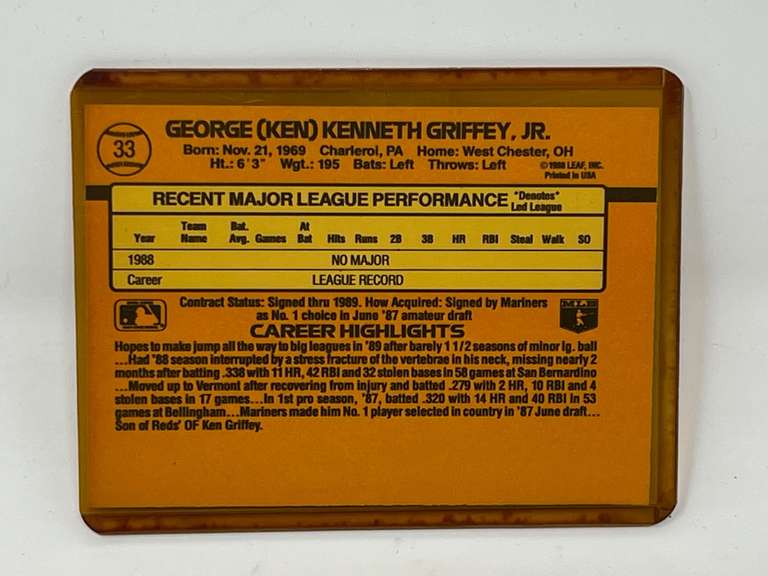 33
GEORGE (KEN) KENNETH GRIFFEY, JR.
Born: Nov. 21, 1969 Charleroi, PA Home: West Chester, OH
Ht.: 6'3" Wgt.: 195 Bats: Left Throws: Left
©1988 LEAF, INC.
Printed in USA
RECENT MAJOR LEAGUE PERFORMANCE *Denotes* Led League
Year Team Name Bat. Avg. Games At Bat Hits Runs 2B 3B HR RBI Steal Walk SO
1988 NO MAJOR
Career LEAGUE RECORD
Contract Status: Signed thru 1989. How Acquired: Signed by Mariners
as No. 1 choice in June '87 amateur draft
MLB
CAREER HIGHLIGHTS
Hopes to make jump all the way to big leagues in '89 after barely 1 1/2 seasons of minor lg. ball
...Had '88 season interrupted by a stress fracture of the vertebrae in his neck, missing nearly 2
months after batting .338 with 11 HR, 42 RBI and 32 stolen bases in 58 games at San Bernardino
...Moved up to Vermont after recovering from injury and batted .279 with 2 HR, 10 RBI and 4
stolen bases in 17 games...In 1st pro season, '87, batted .320 with 14 HR and 40 RBI in 53
games at Bellingham...Mariners made him No. 1 player selected in country in '87 June draft...
Son of Reds' OF Ken Griffey.